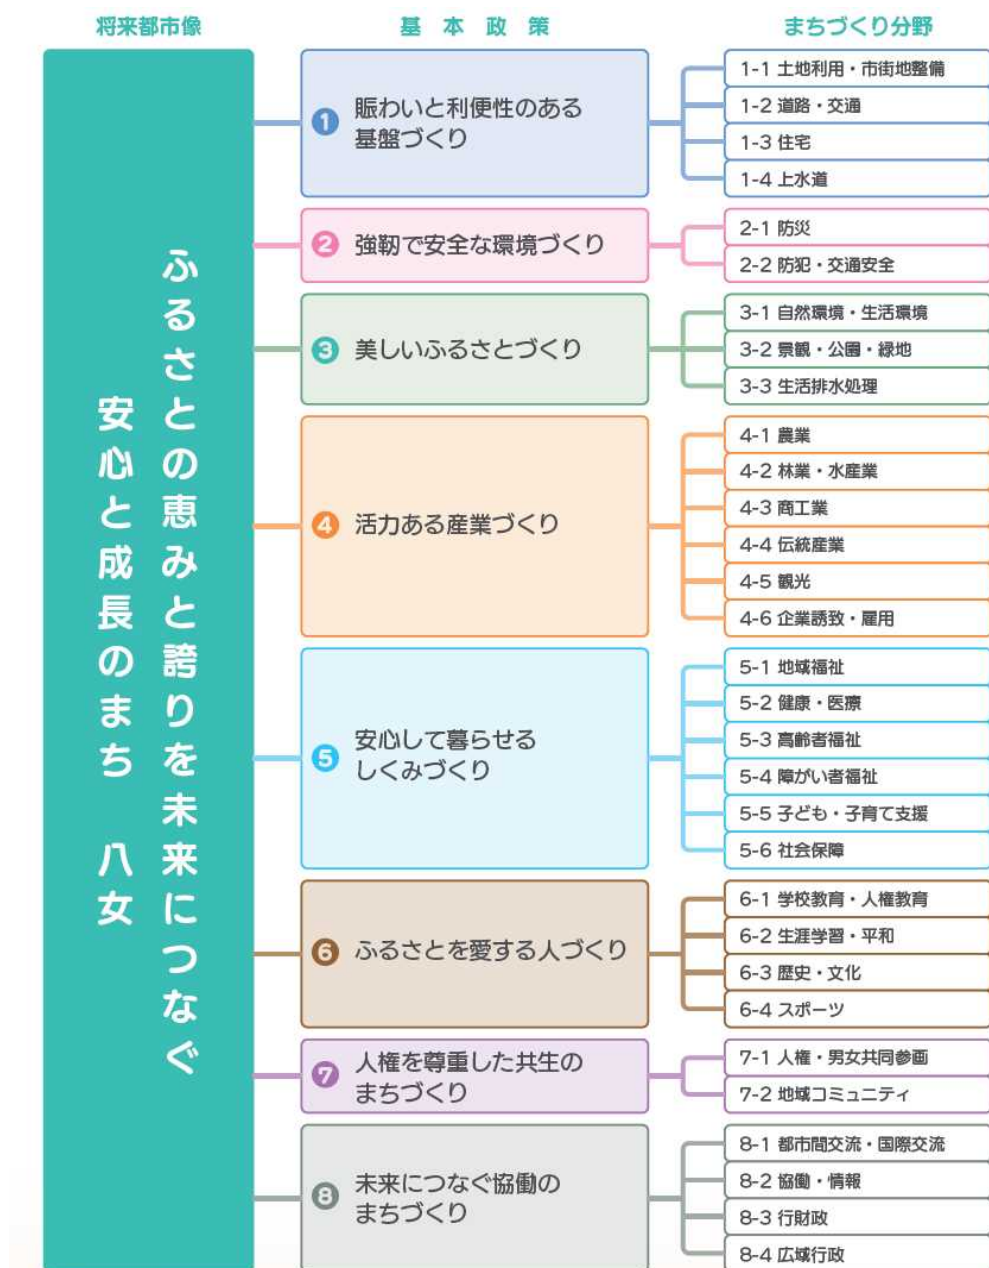 将来都市像
基本政策
まちづくり分野
ふるさとの恵みと誇りを未来につなぐ
安心と成長のまち 八女
1 賑わいと利便性のある
基盤づくり
1-1 土地利用・市街地整備
1-2 道路・交通
1-3 住宅
1-4 上水道
2 強靭で安全な環境づくり
2-1 防災
2-2 防犯・交通安全
3 美しいふるさとづくり
3-1 自然環境・生活環境
3-2 景観・公園・緑地
3-3 生活排水処理
4 活力ある産業づくり
4-1 農業
4-2 林業・水産業
4-3 商工業
4-4 伝統産業
4-5 観光
4-6 企業誘致・雇用
5 安心して暮らせる
しくみづくり
5-1 地域福祉
5-2 健康・医療
5-3 高齢者福祉
5-4 障がい者福祉
5-5 子ども・子育て支援
5-6 社会保障
6 ふるさとを愛する人づくり
6-1 学校教育・人権教育
6-2 生涯学習・平和
6-3 歴史・文化
6-4 スポーツ
7 人権を尊重した共生の
まちづくり
7-1 人権・男女共同参画
7-2 地域コミュニティ
8 未来につなぐ協働の
まちづくり
8-1 都市間交流・国際交流
8-2 協働・情報
8-3 行財政
8-4 広域行政